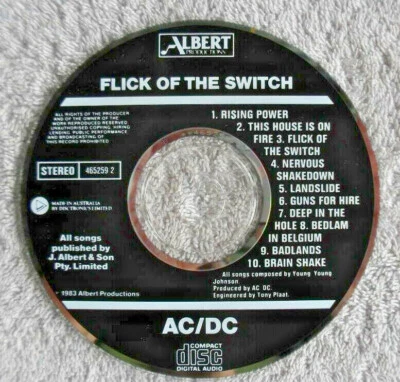 ALBERT
PRODUCTIONS
FLICK OF THE SWITCH
ALL RIGHTS OF THE PRODUCER
AND OF THE OWNER OF THE
WORK REPRODUCED RESERVED
UNAUTHORISED COPYING, HIRING
LENDING, PUBLIC PERFORMANCE
AND BROADCASTING OF
THIS RECORD PROHIBITED
STEREO 465259 2
MADE IN AUSTRALIA
BY DISCTRONICS LIMITED.
All songs
published by
J. Albert & Son
Pty. Limited
1983 Albert Productions
1. RISING POWER
2. THIS HOUSE IS ON
FIRE 3. FLICK OF
THE SWITCH
4. NERVOUS
SHAKEDOWN
5. LANDSLIDE
6. GUNS FOR HIRE
7. DEEP IN THE
HOLE 8. BEDLAM
IN BELGIUM
9. BADLANDS
10. BRAIN SHAKE
All songs composed by Young Young
Johnson
Produced by AC DC.
Engineered by Tony Plaat.
AC/DC
COMPACT
disc
DIGITAL AUDIO